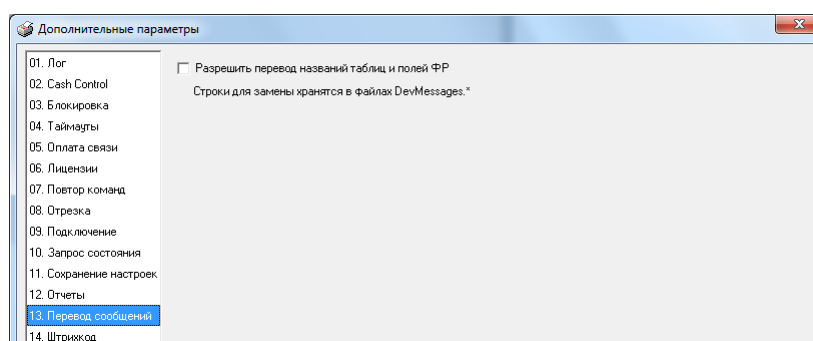 Дополнительные параметры
01. Лог
02. Cash Control
03. Блокировка
04. Таймауты
05. Оплата связи
06. Лицензии
07. Повтор команд
08. Отрезка
09. Подключение
10. Запрос состояния
11. Сохранение настроек
12. Отчеты
13. Перевод сообщений
14. Штрихкод
Разрешить перевод названий таблиц и полей ФР
Строки для замены хранятся в файлах DevMessages.*